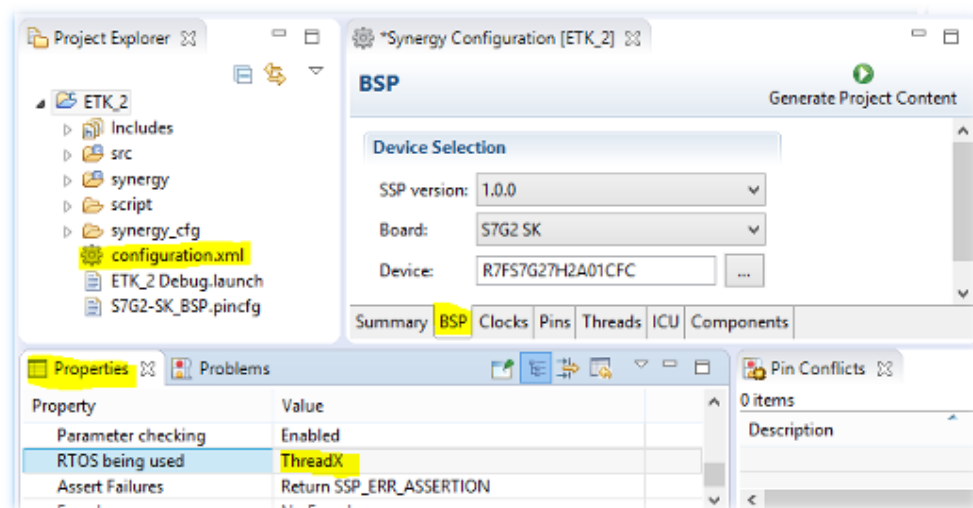 Project Explorer
ETK_2
Includes
src
synergy
script
synergy_cfg
configuration.xml
ETK_2 Debug.launch
S7G2-SK_BSP.pincfg
*Synergy Configuration [ETK_2]
BSP
Generate Project Content
Device Selection
SSP version: 1.0.0
Board: S7G2 SK
Device: R7FS7G27H2A01CFC ...
Summary BSP Clocks Pins Threads ICU Components
Properties Problems
Property Value
Parameter checking Enabled
RTOS being used ThreadX
Assert Failures Return SSP_ERR_ASSERTION
Pin Conflicts
0 items
Description